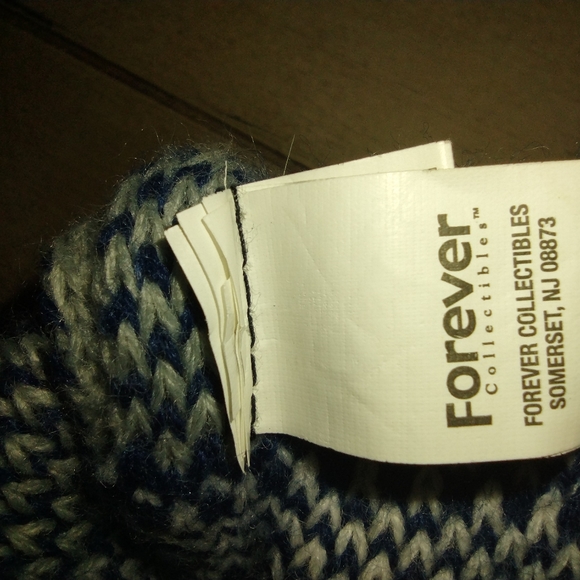 Forever
Collectibles™
FOREVER COLLECTIBLES
SOMERSET, NJ 08873